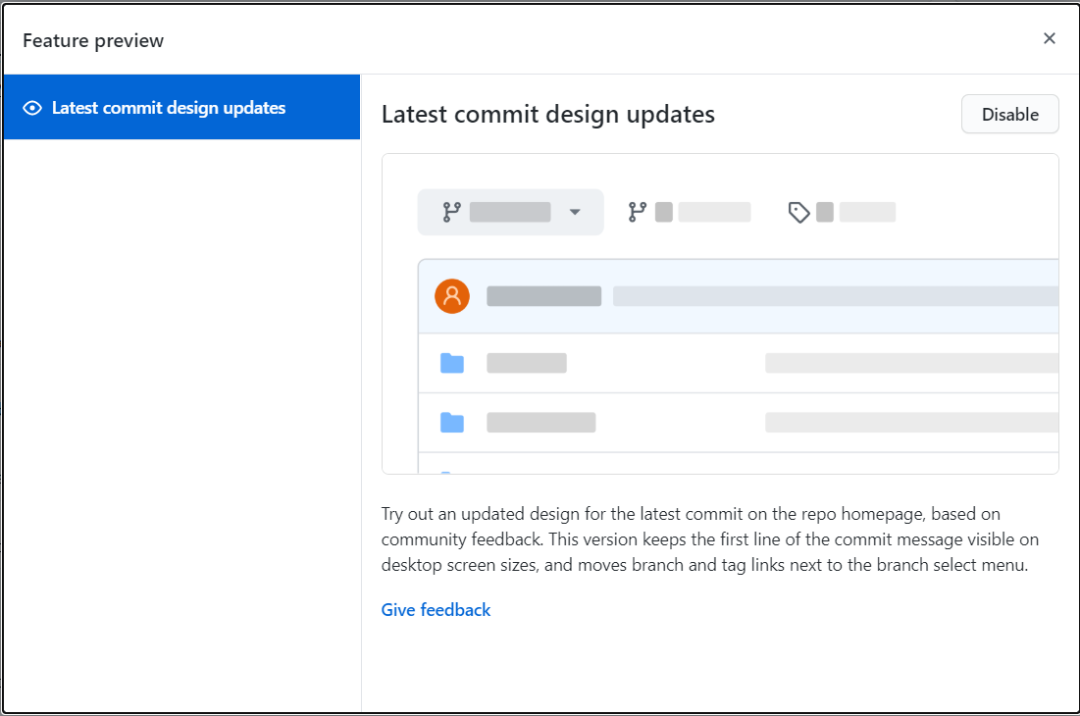 Feature preview
Latest commit design updates
Latest commit design updates
Disable
Try out an updated design for the latest commit on the repo homepage, based on
community feedback. This version keeps the first line of the commit message visible on
desktop screen sizes, and moves branch and tag links next to the branch select menu.
Give feedback